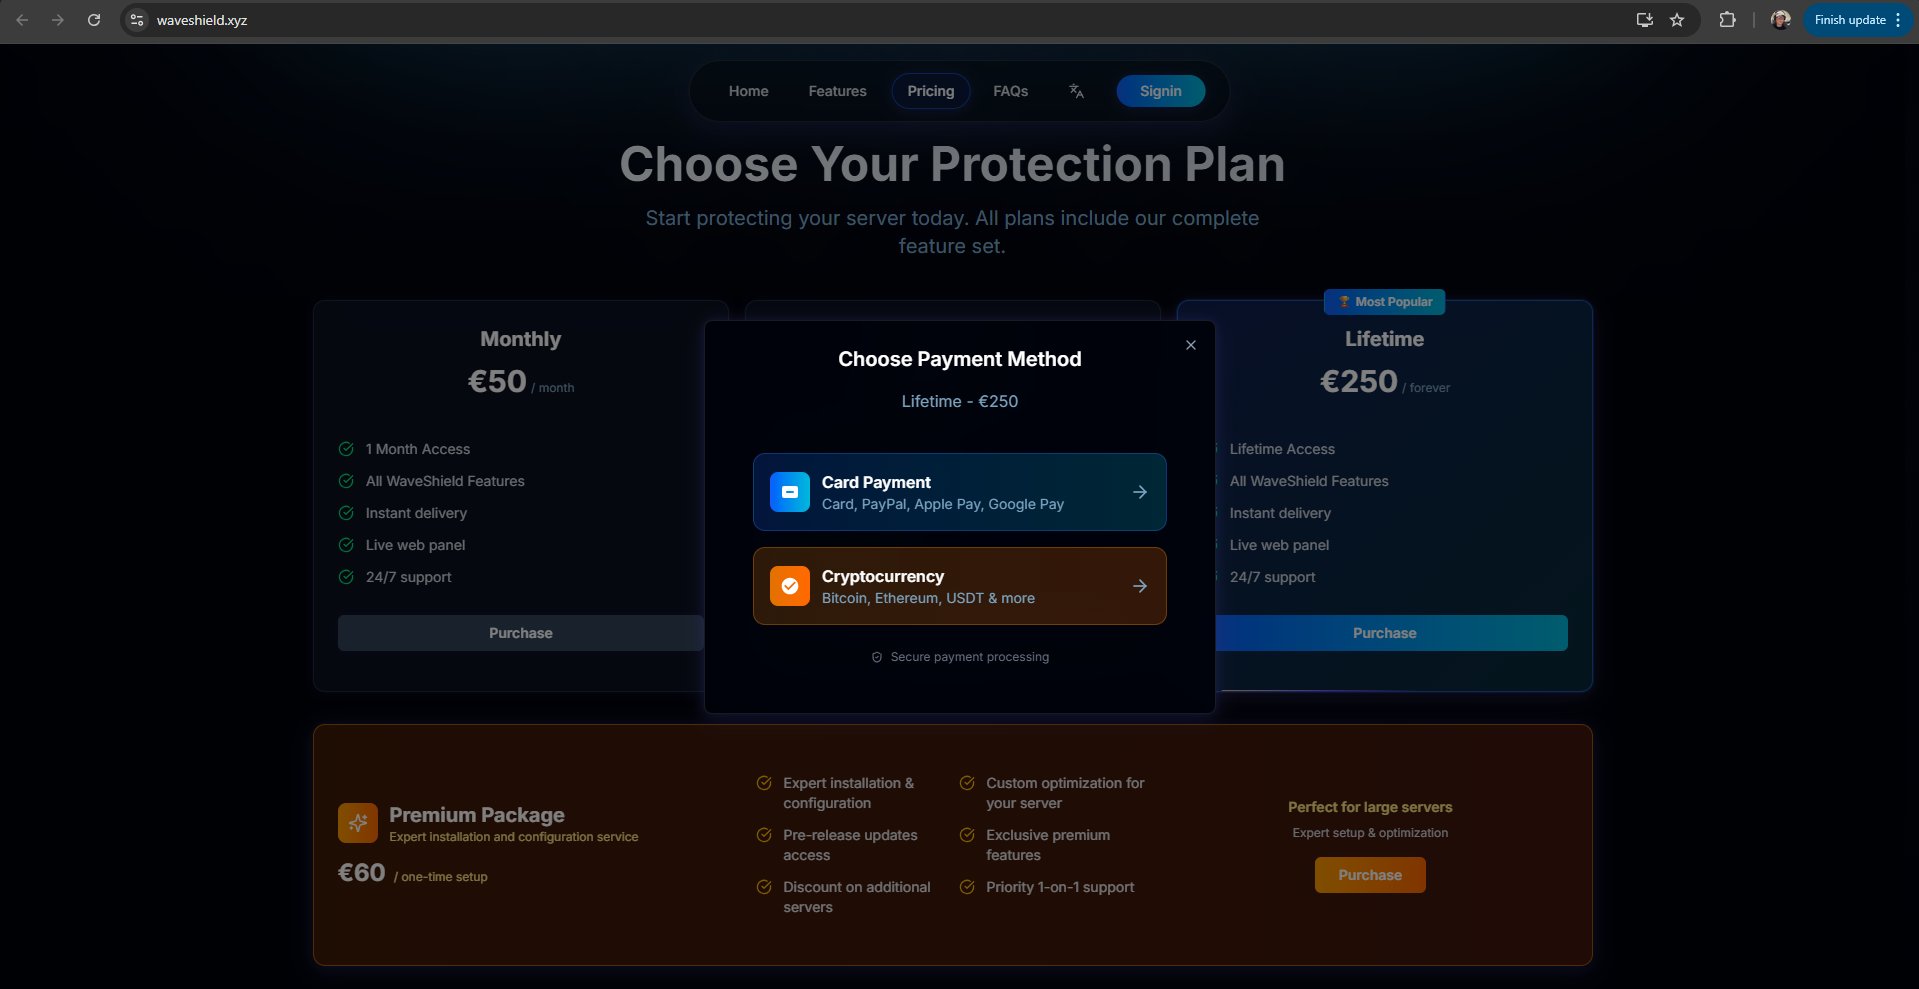 waveshield.xyz
Finish update
Home
Features
Pricing
FAQs
Signin
Choose Your Protection Plan
Start protecting your server today. All plans include our complete
feature set.
Monthly
€50 / month
1 Month Access
All WaveShield Features
Instant delivery
Live web panel
24/7 support
Purchase
Choose Payment Method
Lifetime - €250
Card Payment
Card, PayPal, Apple Pay, Google Pay
Cryptocurrency
Bitcoin, Ethereum, USDT & more
Secure payment processing
Most Popular
Lifetime
€250 / forever
Lifetime Access
All WaveShield Features
Instant delivery
Live web panel
24/7 support
Purchase
Premium Package
Expert installation and configuration service
€60 / one-time setup
Expert installation &
configuration
Pre-release updates
access
Discount on additional
servers
Custom optimization for
your server
Exclusive premium
features
Priority 1-on-1 support
Perfect for large servers
Expert setup & optimization
Purchase